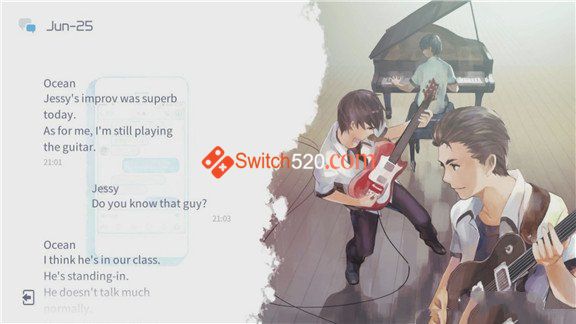 Jun-25
Ocean
Jessy's improv was superb
today.
As for me, I'm still playing
the guitar.
21:01
Switch520.com
Jessy
Do you know that guy?
21:03
Ocean
I think he's in our class.
He's standing-in.
He doesn't talk much
normally.